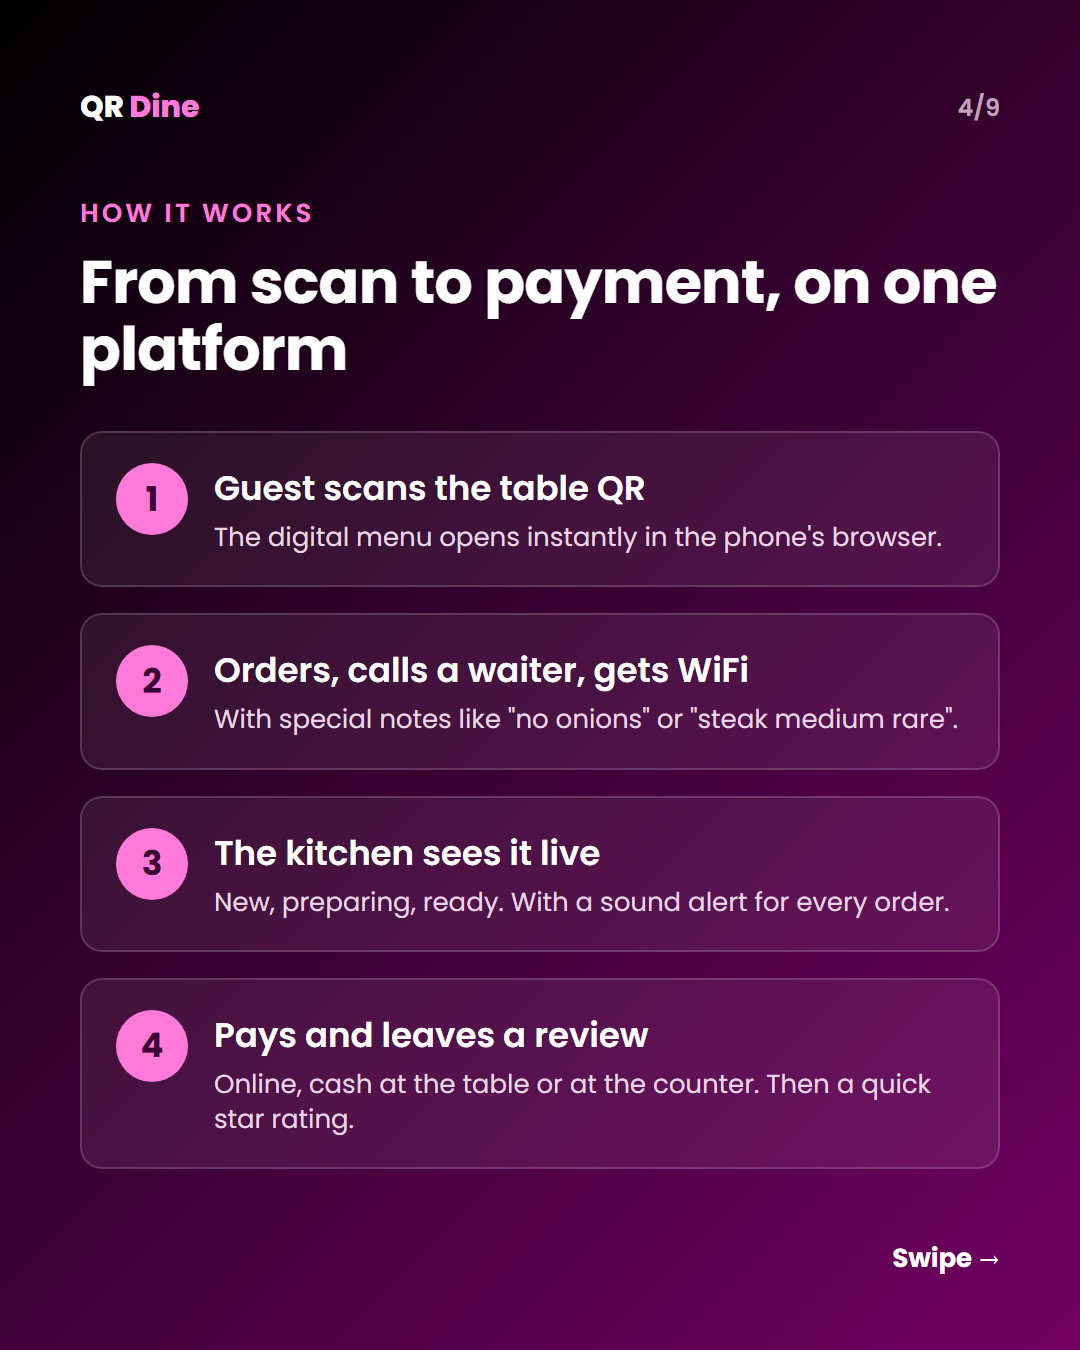 QR Dine
4/9
HOW IT WORKS
From scan to payment, on one
platform
1
Guest scans the table QR
The digital menu opens instantly in the phone's browser.
2
Orders, calls a waiter, gets WiFi
With special notes like "no onions" or "steak medium rare".
3
The kitchen sees it live
New, preparing, ready. With a sound alert for every order.
4
Pays and leaves a review
Online, cash at the table or at the counter. Then a quick
star rating.
Swipe →